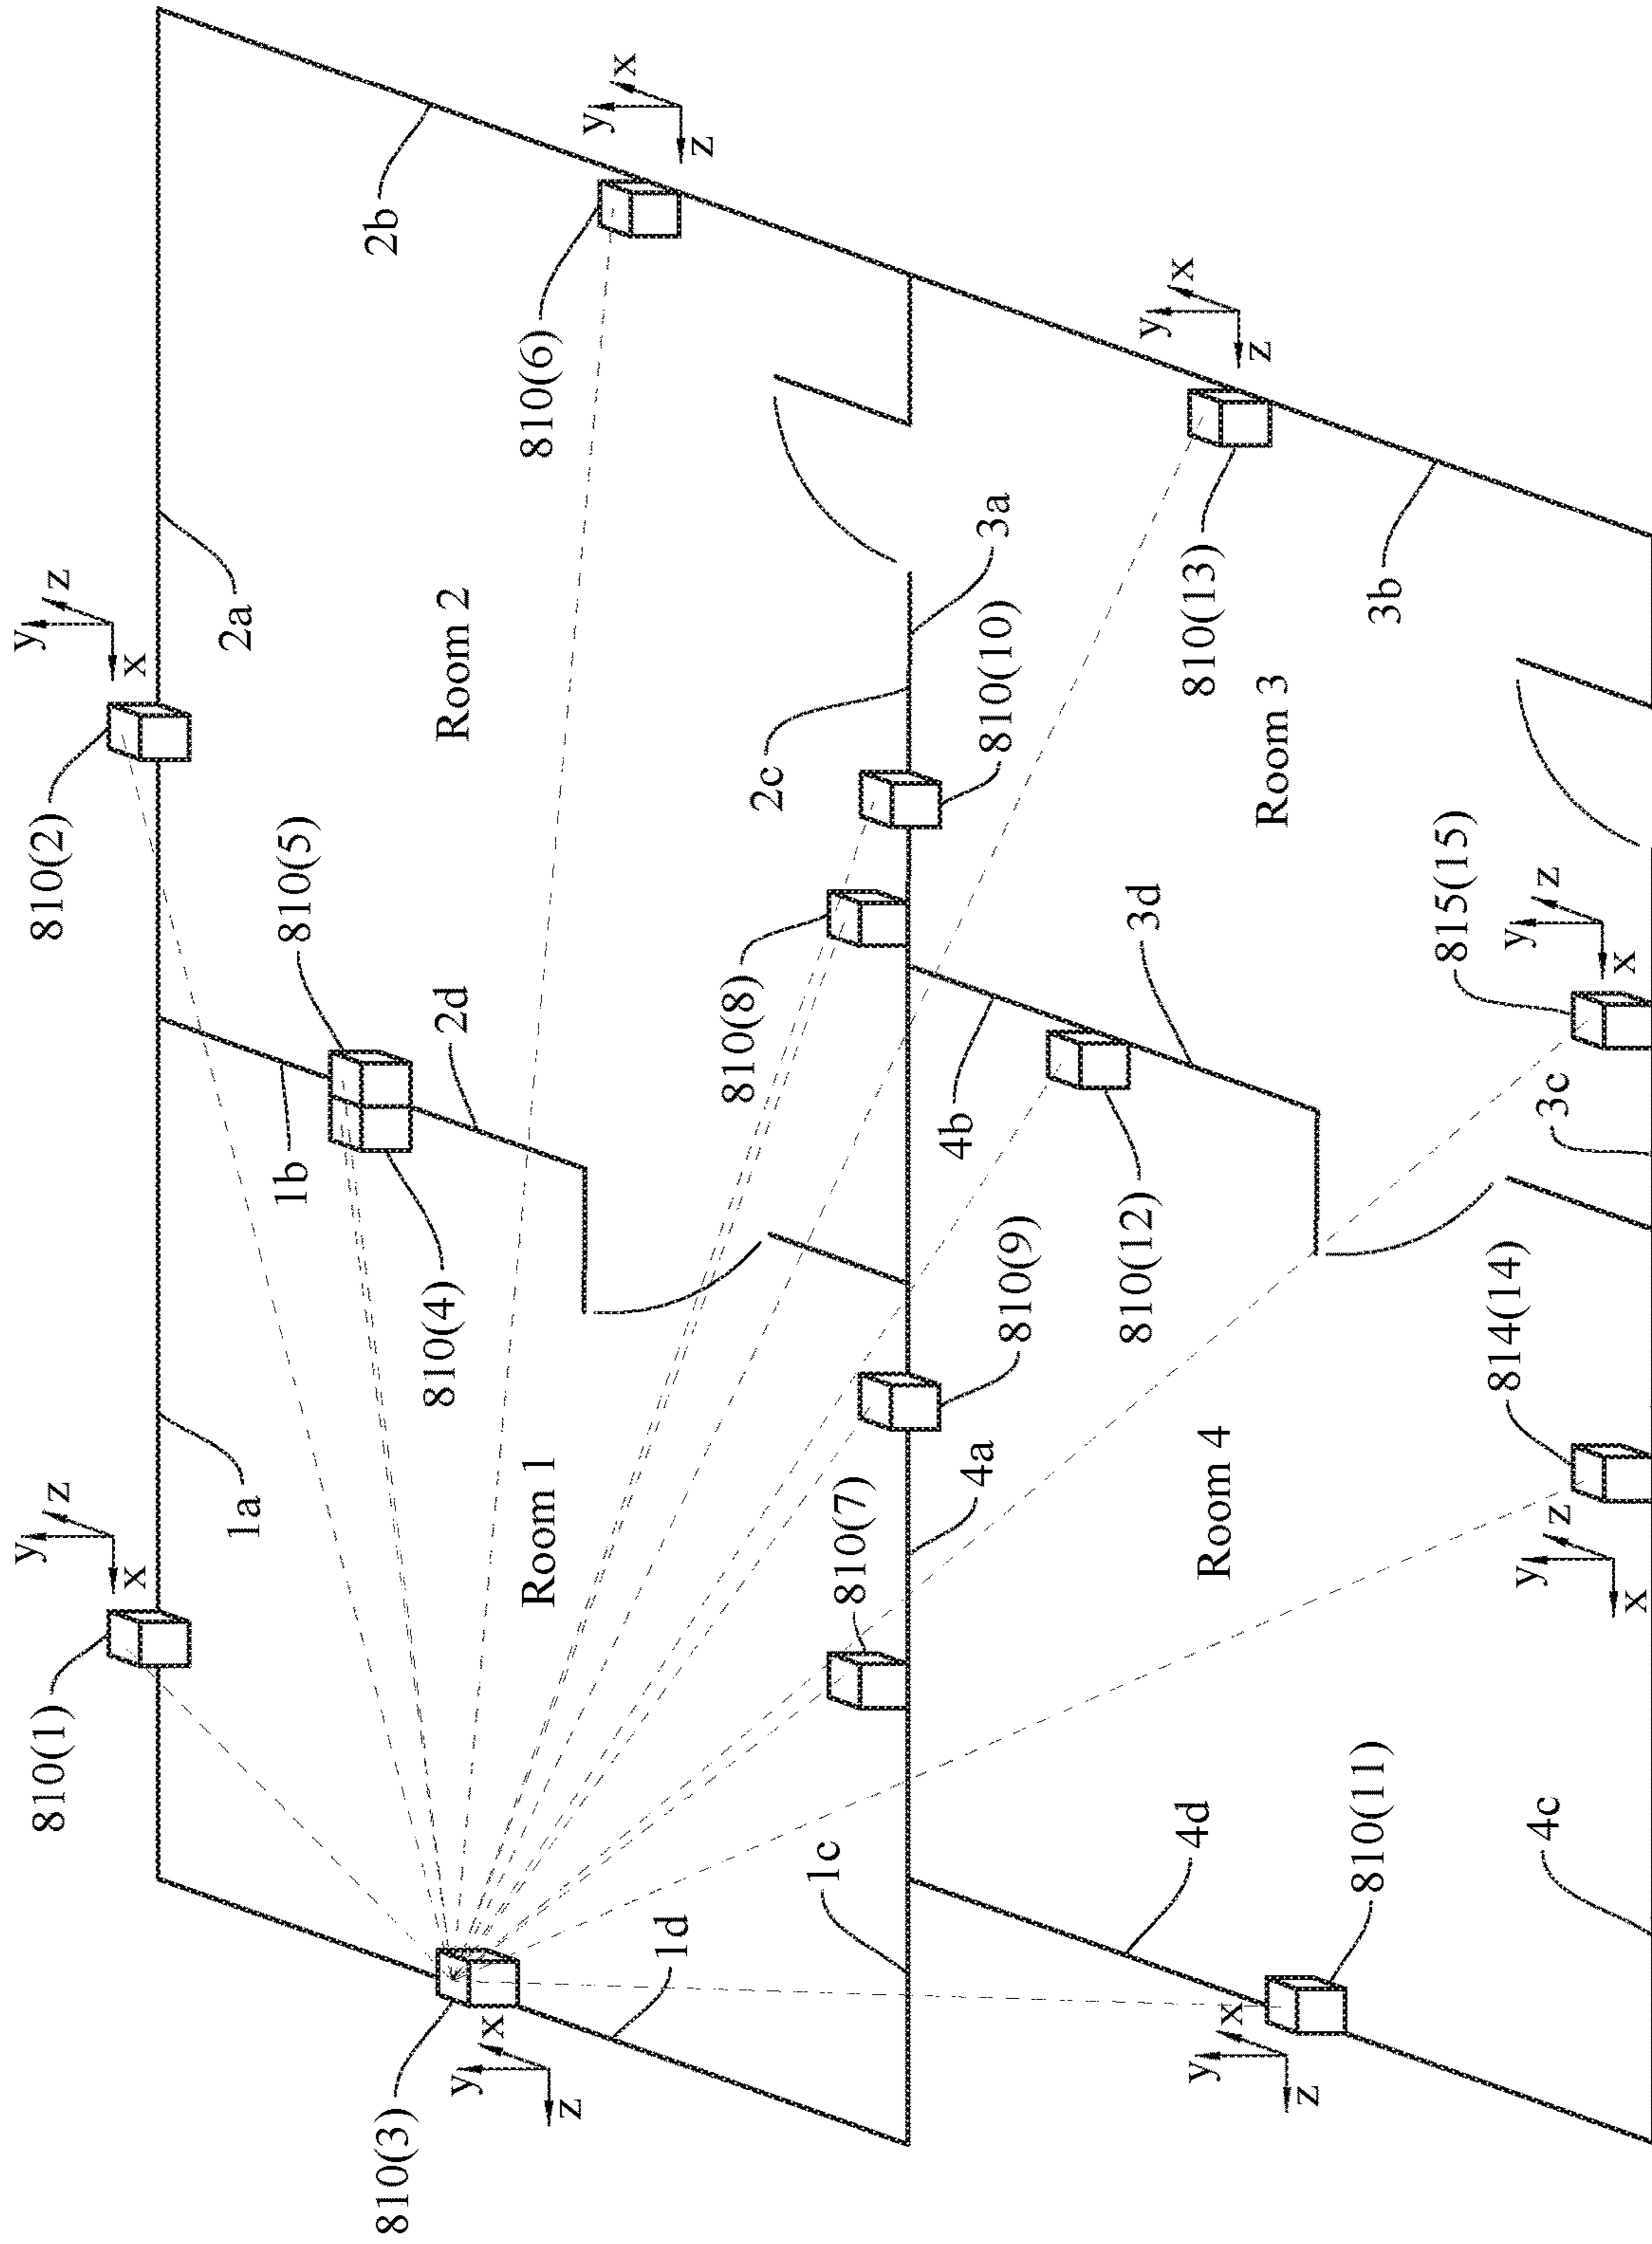 810(1)
y
z
x
1a
810(2)
y
z
x
2a
2b
y
x
z
810(3)
y
x
z
1d
810(4)
1b
810(5)
2d
Room 1
Room 2
810(6)
1c
810(7)
810(8)
2c
3a
4a
810(9)
810(10)
4b
3d
810(12)
810(13)
y
x
z
3b
4d
y
x
z
810(11)
Room 4
Room 3
4c
y
z
x
814(14)
815(15)
y
z
x
3c